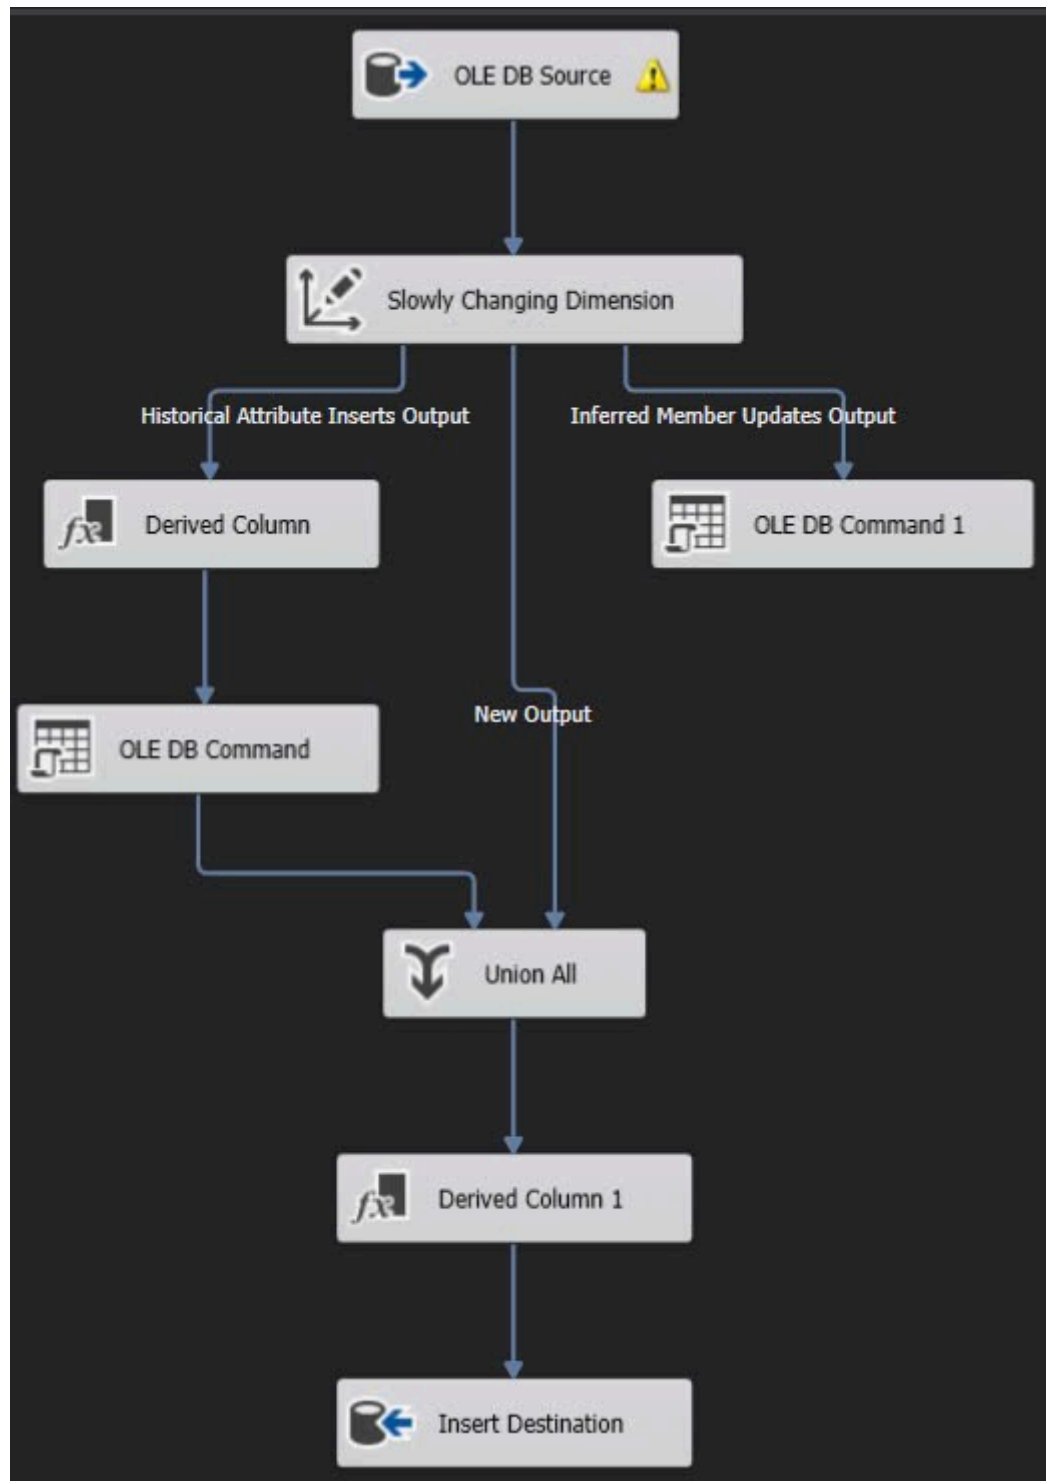 OLE DB Source
Slowly Changing Dimension
Historical Attribute Inserts Output
Inferred Member Updates Output
Derived Column
OLE DB Command 1
New Output
OLE DB Command
Union All
Derived Column 1
Insert Destination